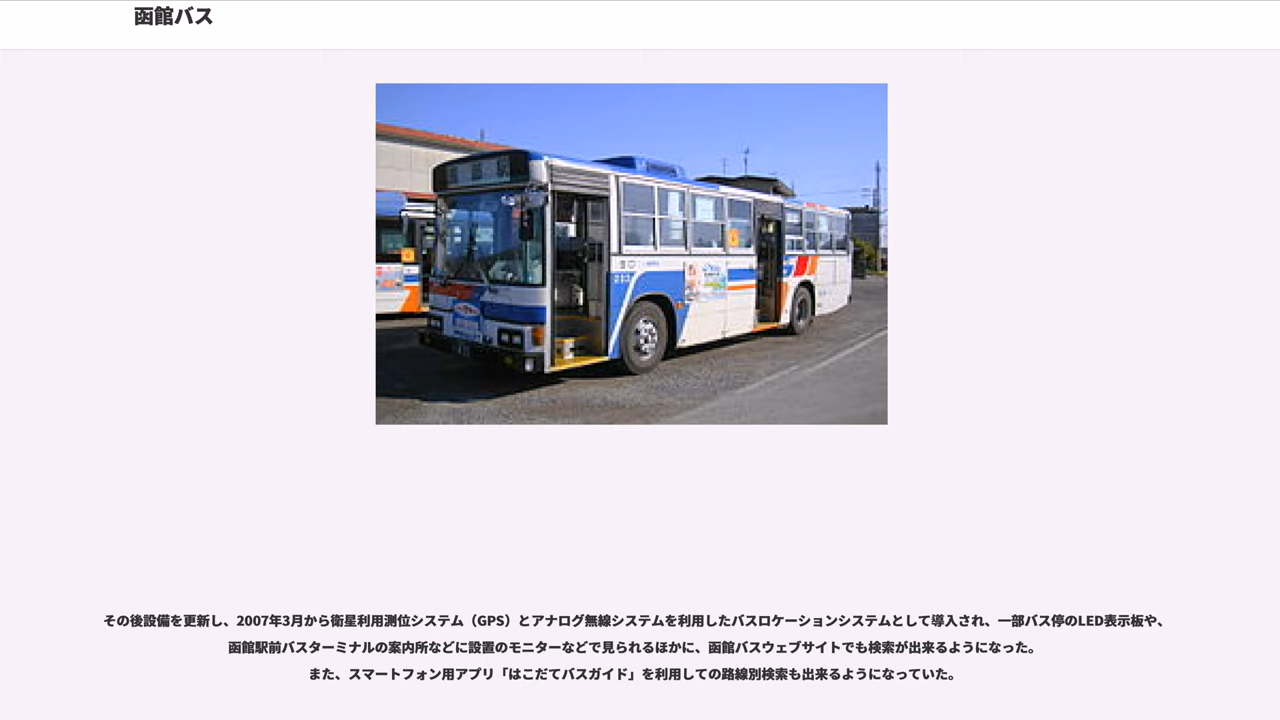 函館バス
その後設備を更新し、2007年3月から衛星利用測位システム（GPS）とアナログ無線システムを利用したバスロケーションシステムとして導入され、一部バス停のLED表示板や、
函館駅前バスターミナルの案内所などに設置のモニターなどで見られるほかに、函館バスウェブサイトでも検索が出来るようになった。
また、スマートフォン用アプリ「はこだてバスガイド」を利用しての路線別検索も出来るようになっていた。